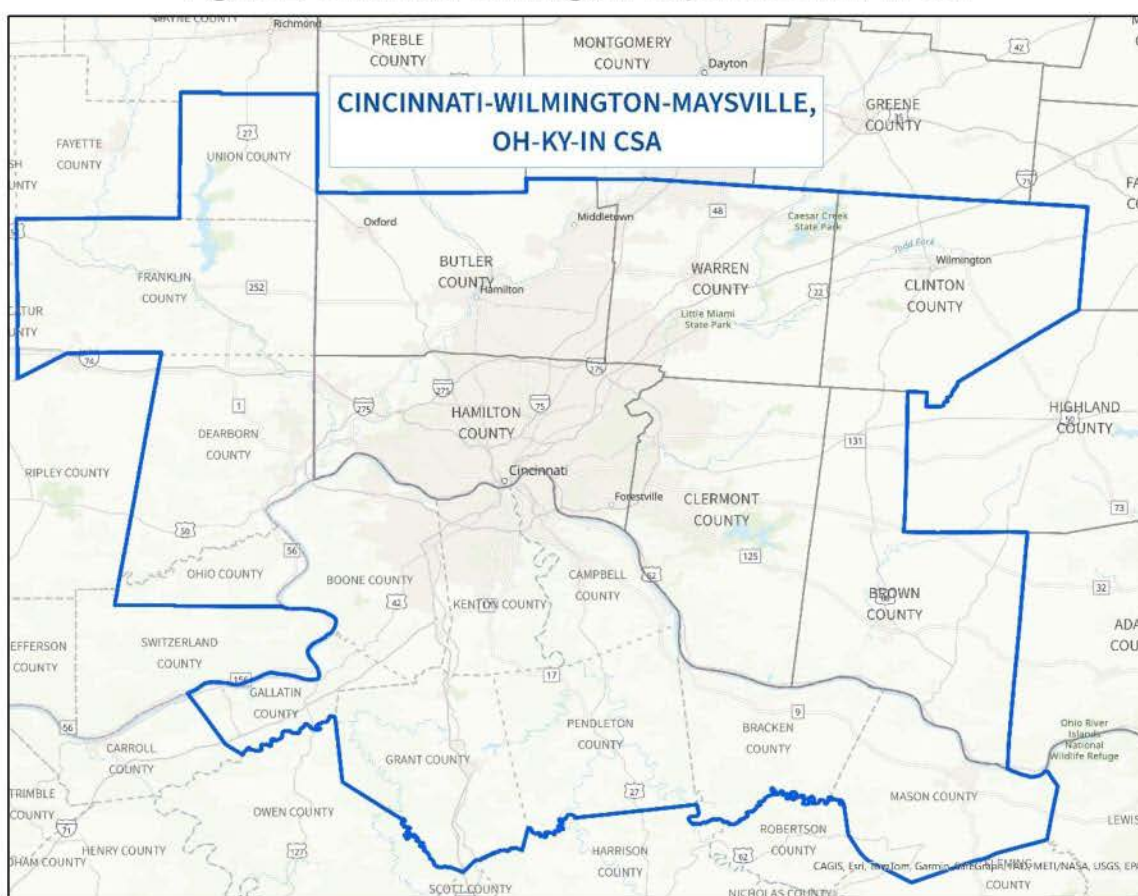 Richmond
PREBLE
COUNTY
MONTGOMERY
COUNTY
Dayton
42
CINCINNATI-WILMINGTON-MAYSVILLE,
OH-KY-IN CSA
GREENE
COUNTY
27
UNION COUNTY
FAYETTE
COUNTY
71
Oxford
Middletown
48
Caesar Creek
State Park
Todd Fork
Wilmington
FRANKLIN
COUNTY
252
BUTLER
COUNTY
Hamilton
WARREN
COUNTY
22
CLINTON
COUNTY
Little Miami
State Park
74
275
275
275
75
HAMILTON
COUNTY
1
DEARBORN
COUNTY
131
HIGHLAND
COUNTY
50
RIPLEY COUNTY
Cincinnati
Forestville
CLERMONT
COUNTY
73
50
56
125
OHIO COUNTY
BOONE COUNTY
42
KENTON COUNTY
CAMPBELL
COUNTY
52
BROWN
COUNTY
32
SWITZERLAND
COUNTY
156
GALLATIN
COUNTY
17
56
CARROLL
COUNTY
PENDLETON
COUNTY
BRACKEN
COUNTY
9
Ohio River
Islands
National
Wildlife Refuge
GRANT COUNTY
27
MASON COUNTY
OWEN COUNTY
127
71
HENRY COUNTY
HARRISON
COUNTY
ROBERTSON
COUNTY
62
SCOTT COUNTY
NICHOLAS COUNTY
COUNTY